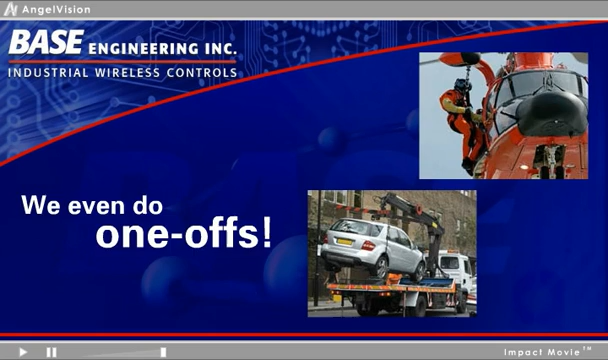 AngelVision
BASE ENGINEERING INC.
INDUSTRIAL WIRELESS CONTROLS
We even do
one-offs!
Impact Movie™